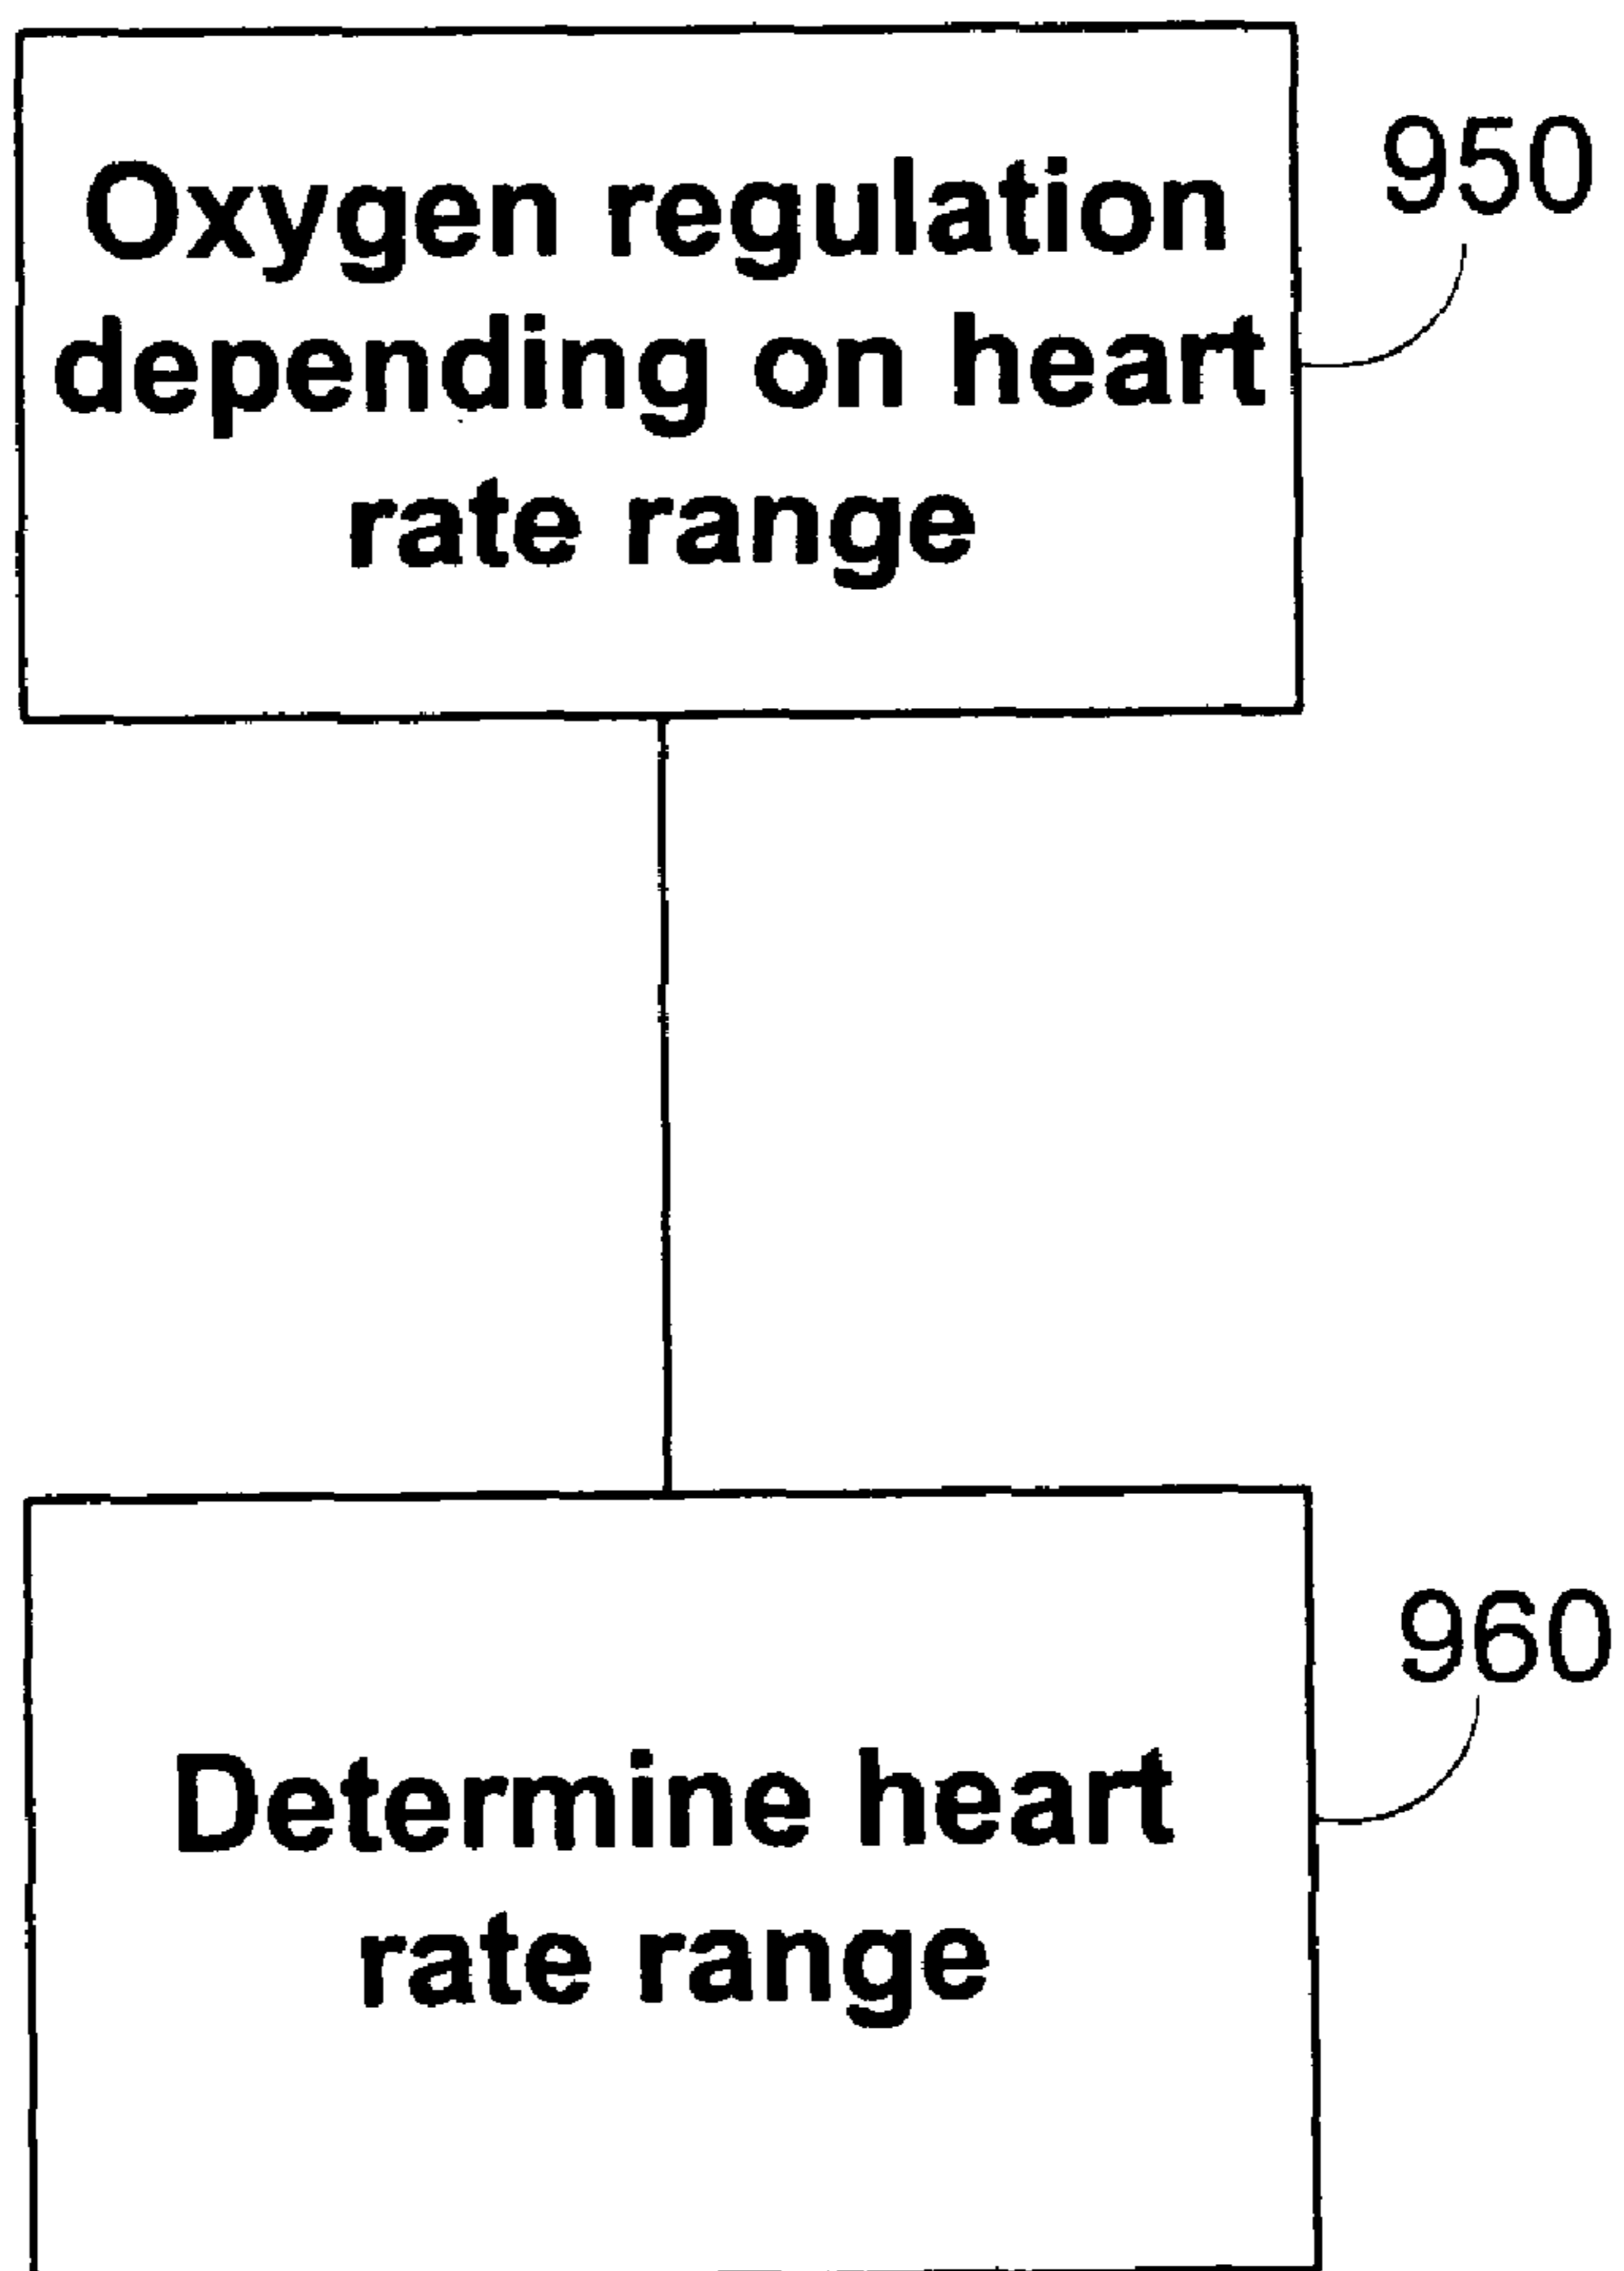 Oxygen regulation
depending on heart
rate range
950
Determine heart
rate range
960